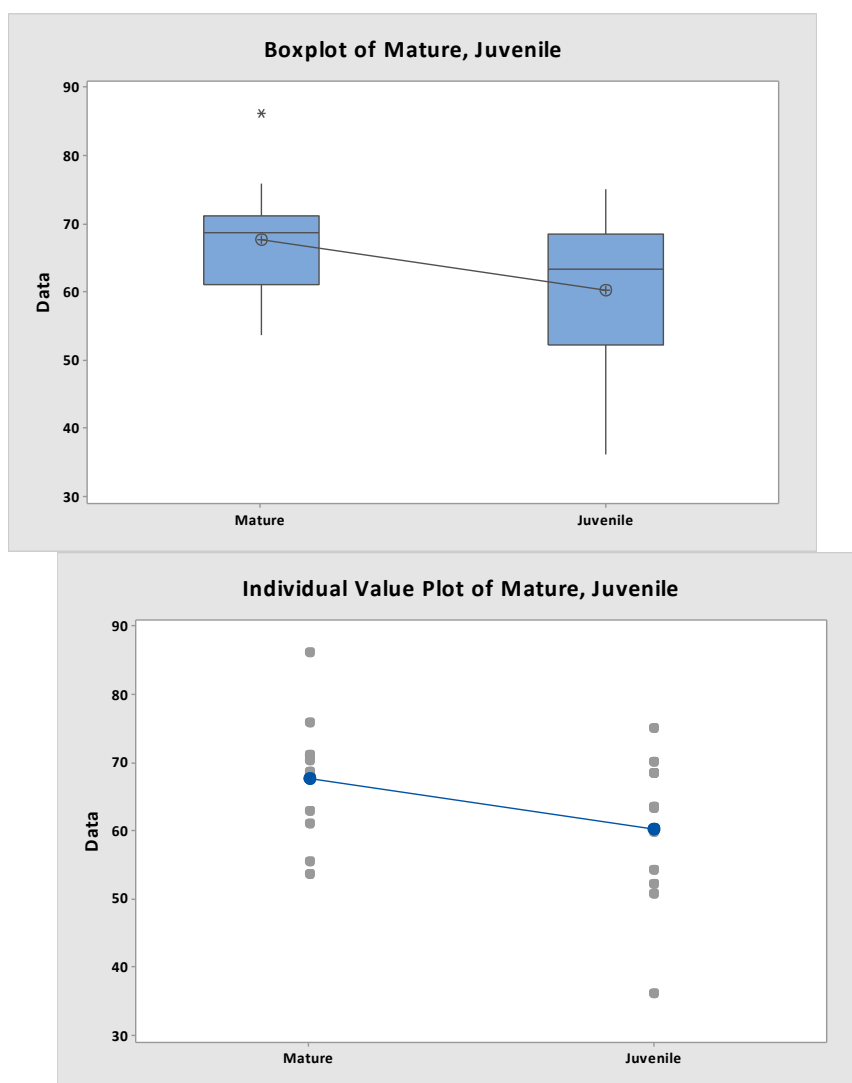 Boxplot of Mature, Juvenile
90
80
70
60
50
40
30
Data
Mature Juvenile
Individual Value Plot of Mature, Juvenile
90
80
70
60
50
40
30
Data
Mature Juvenile